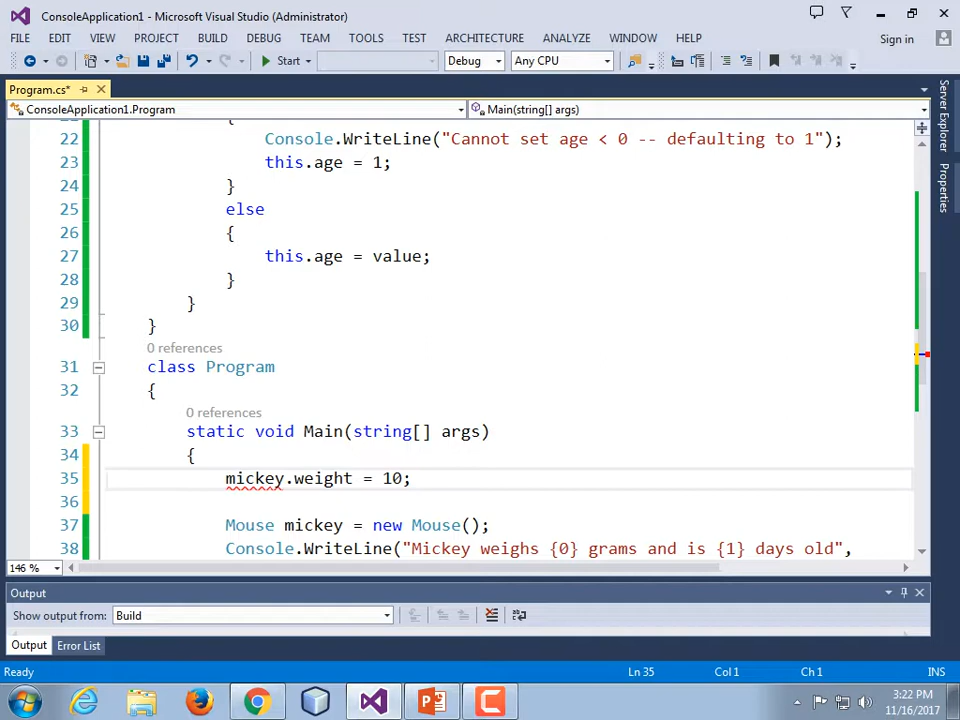 ConsoleApplication1 - Microsoft Visual Studio (Administrator)
FILE EDIT VIEW PROJECT BUILD DEBUG TEAM TOOLS TEST ARCHITECTURE ANALYZE WINDOW HELP Sign in
Start Debug Any CPU
Program.cs*
ConsoleApplication1.Program Main(string[] args)
22 Console.WriteLine("Cannot set age < 0 -- defaulting to 1");
23 this.age = 1;
24 }
25 else
26 {
27 this.age = value;
28 }
29 }
30 }
0 references
31 class Program
32 {
0 references
33 static void Main(string[] args)
34 {
35 mickey.weight = 10;
36
37 Mouse mickey = new Mouse();
38 Console.WriteLine("Mickey weighs {0} grams and is {1} days old",
146 %
Server Explorer
Properties
Output
Show output from: Build
Output Error List
Ready Ln 35 Col 1 Ch 1 INS
3:22 PM
11/16/2017